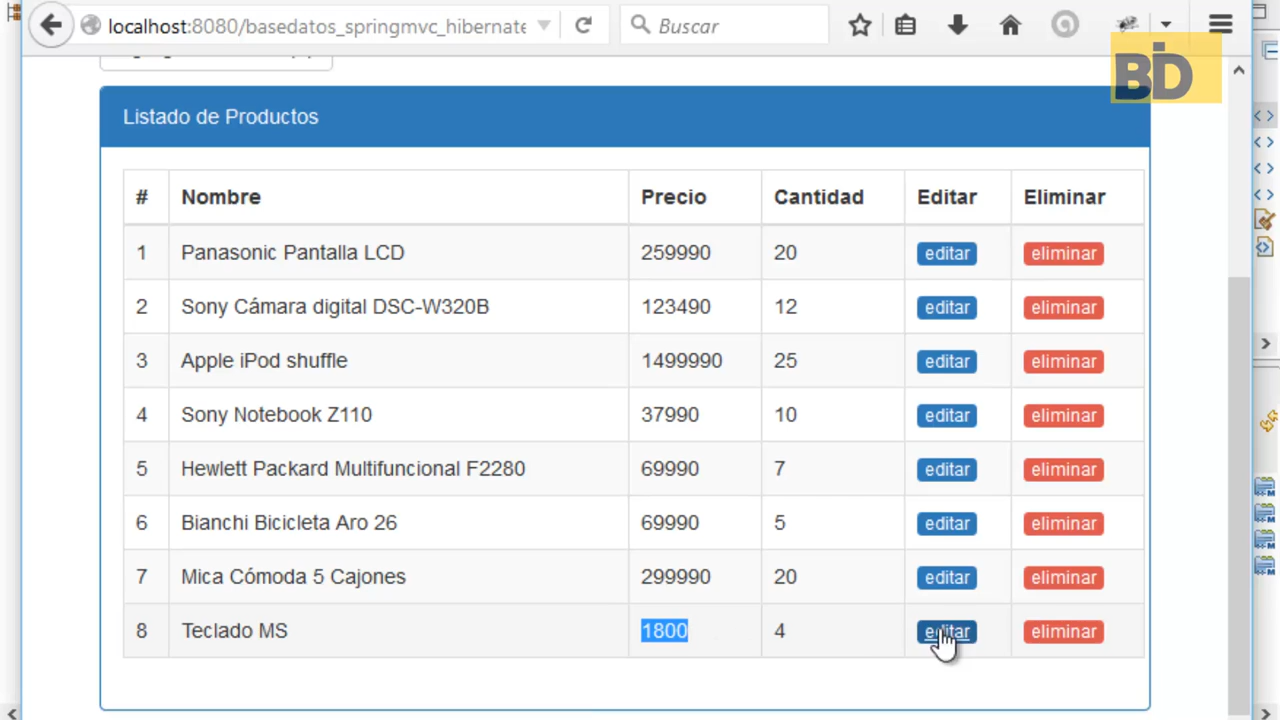 localhost:8080/basedatos_springmvc_hibernate
Buscar
BD
Listado de Productos
# Nombre Precio Cantidad Editar Eliminar
1 Panasonic Pantalla LCD 259990 20 editar eliminar
2 Sony Cámara digital DSC-W320B 123490 12 editar eliminar
3 Apple iPod shuffle 1499990 25 editar eliminar
4 Sony Notebook Z110 37990 10 editar eliminar
5 Hewlett Packard Multifuncional F2280 69990 7 editar eliminar
6 Bianchi Bicicleta Aro 26 69990 5 editar eliminar
7 Mica Cómoda 5 Cajones 299990 20 editar eliminar
8 Teclado MS 1800 4 editar eliminar